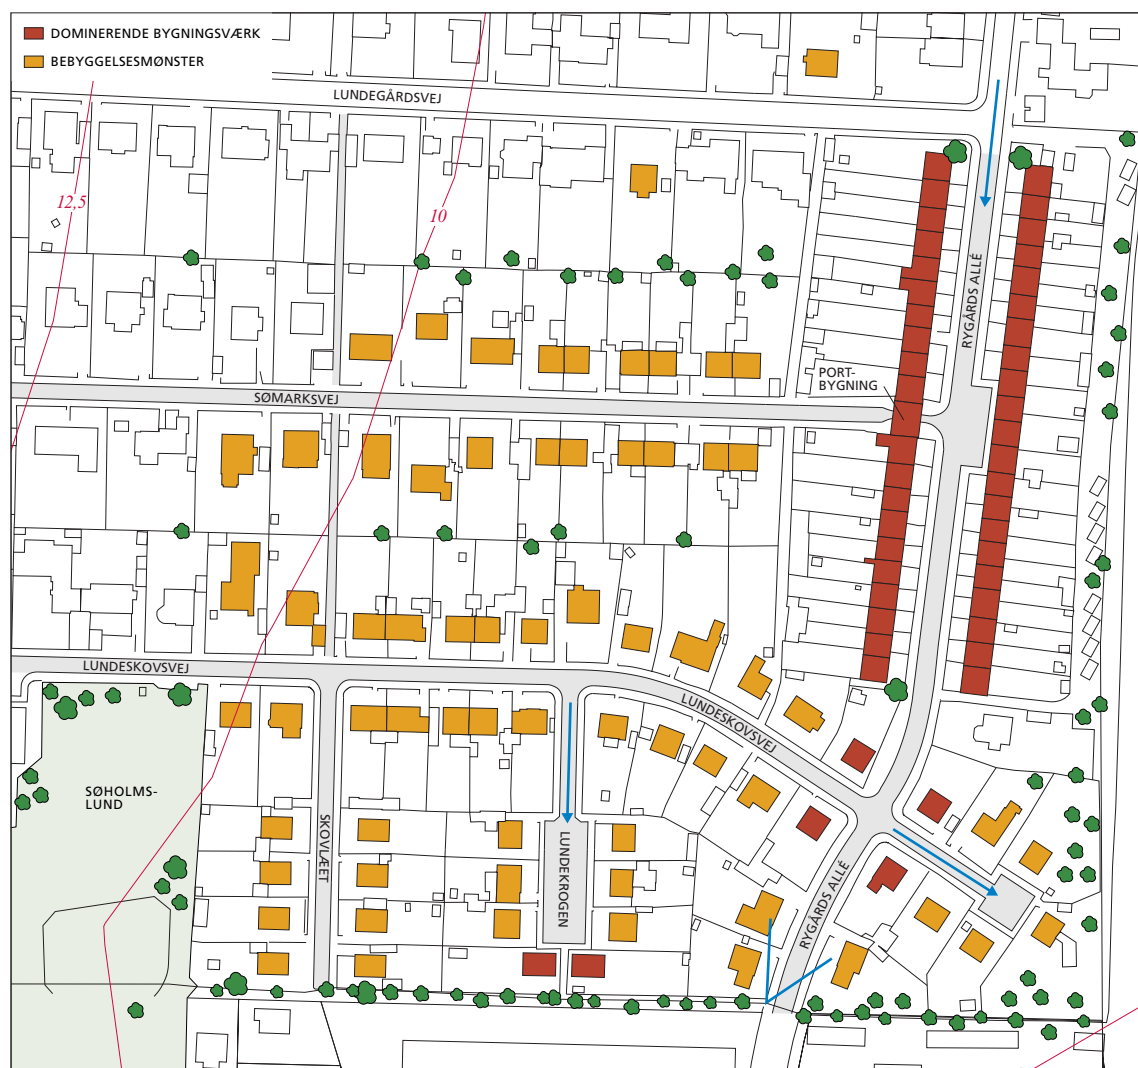 DOMINERENDE BYGNINGSVÆRK
BEBYGGELSESMØNSTER
LUNDEGÅRDSVEJ
12,5
10
RYGÅRDS ALLÉ
PORT-
BYGNING
SØMARKSVEJ
LUNDESKOVSVEJ
LUNDESKOVSVEJ
SØHOLMS-
LUND
SKOVLÆET
LUNDEKROGEN
RYGÅRDS ALLÉ